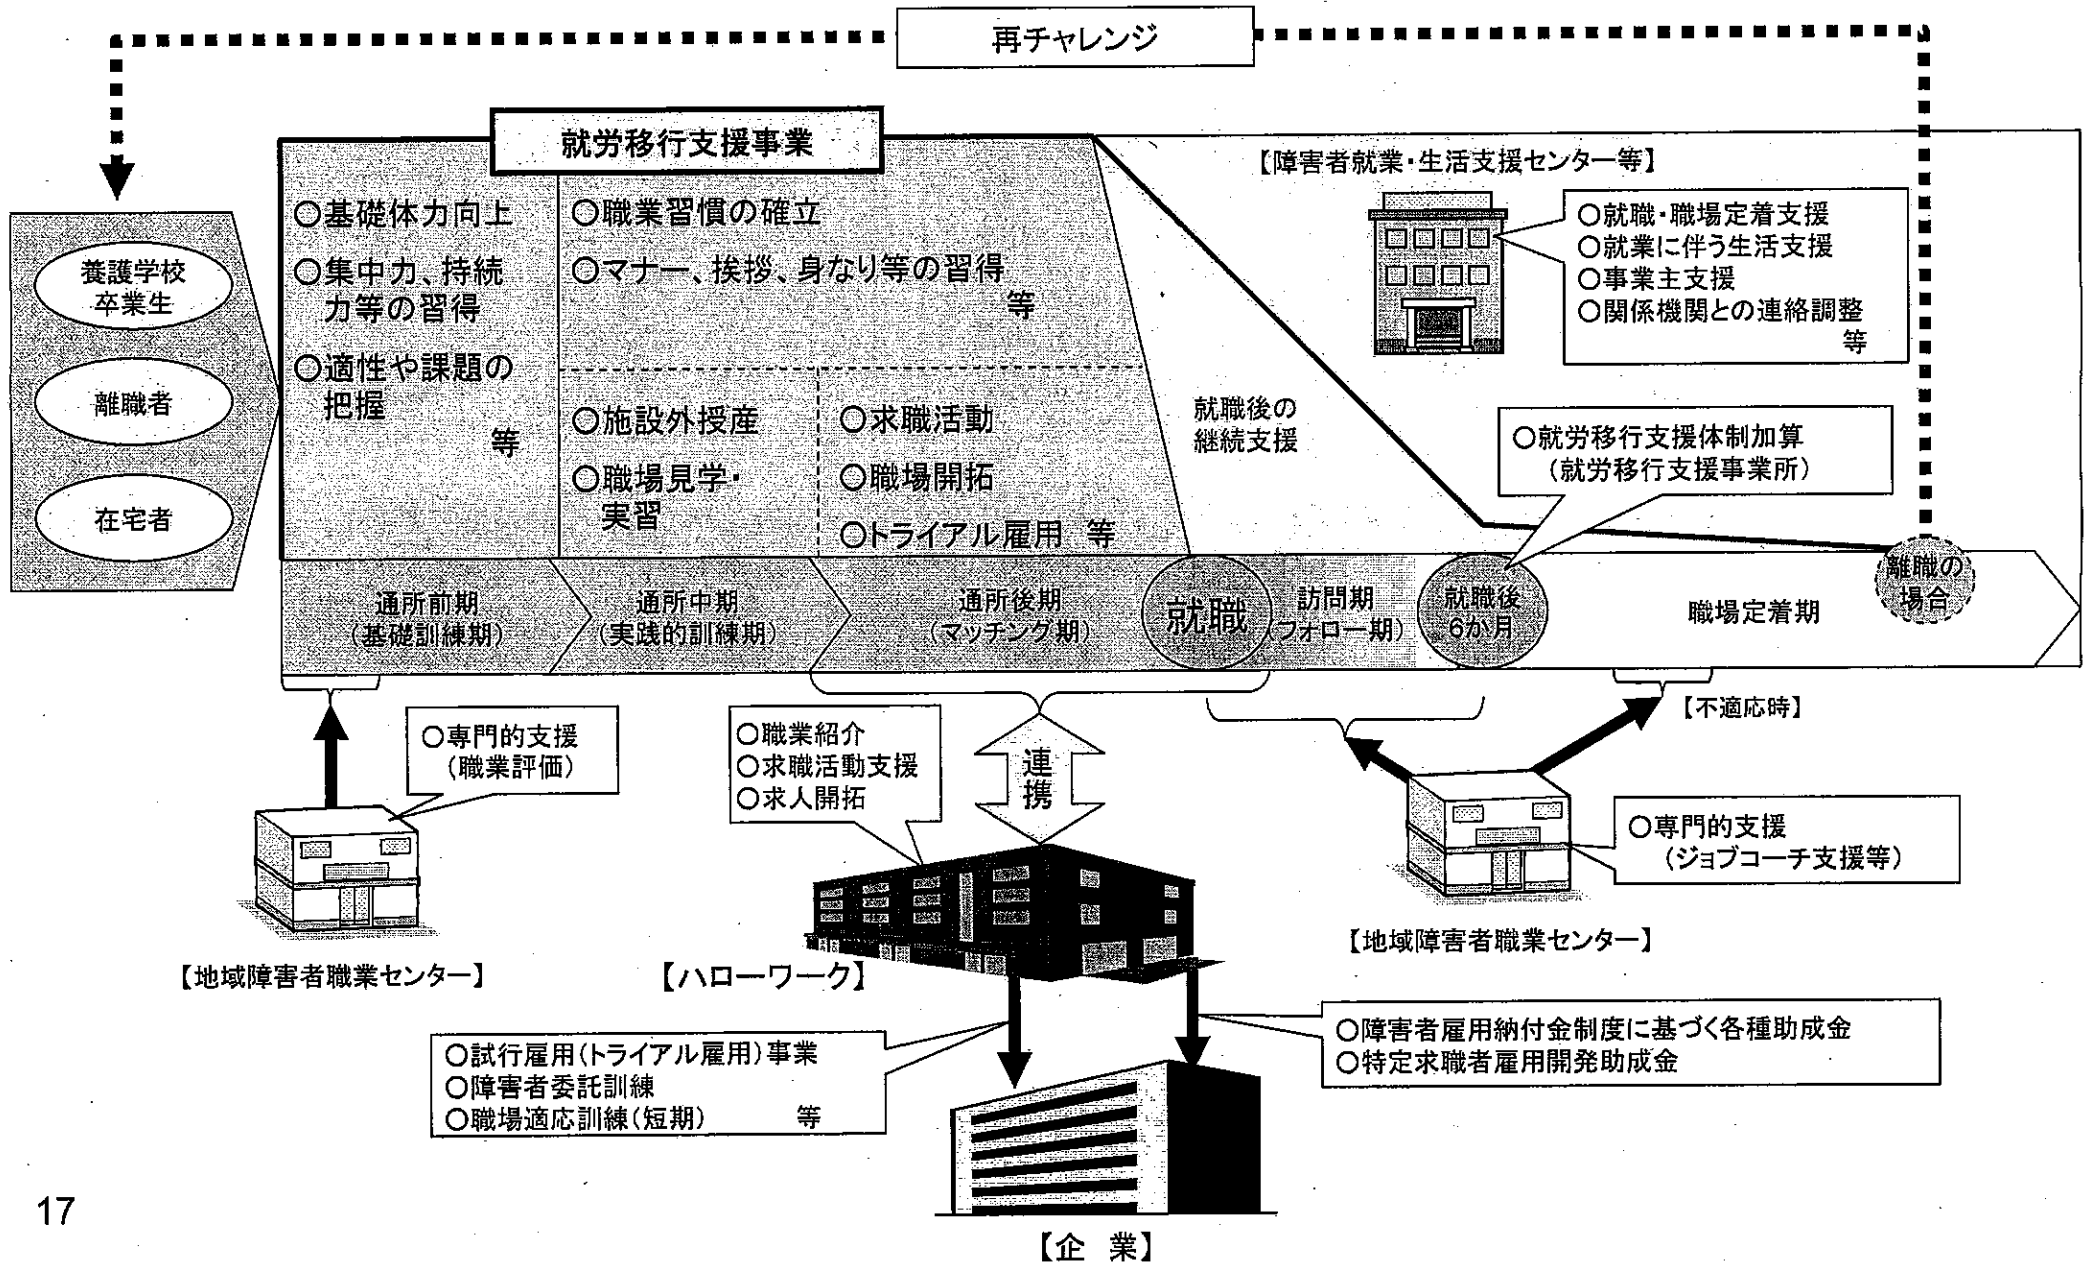 再チャレンジ
就労移行支援事業
養護学校
卒業生
離職者
在宅者
○基礎体力向上
○集中力、持続
力等の習得
○適性や課題の
把握
等
○職業習慣の確立
○マナー、挨拶、身なり等の習得
等
○施設外授産
○職場見学・
実習
○求職活動
○職場開拓
○トライアル雇用 等
就職後の
継続支援
【障害者就業・生活支援センター等】
○就職・職場定着支援
○就業に伴う生活支援
○事業主支援
○関係機関との連絡調整
等
○就労移行支援体制加算
(就労移行支援事業所)
通所前期
(基礎訓練期)
通所中期
(実践的訓練期)
通所後期
(マッチング期)
就職
訪問期
(フォロー期)
就職後
6か月
職場定着期
離職の
場合
○専門的支援
(職業評価)
【地域障害者職業センター】
○職業紹介
○求職活動支援
○求人開拓
連
携
【ハローワーク】
【不適応時】
○専門的支援
(ジョブコーチ支援等)
【地域障害者職業センター】
○試行雇用(トライアル雇用)事業
○障害者委託訓練
○職場適応訓練(短期) 等
○障害者雇用納付金制度に基づく各種助成金
○特定求職者雇用開発助成金
【企 業】
17